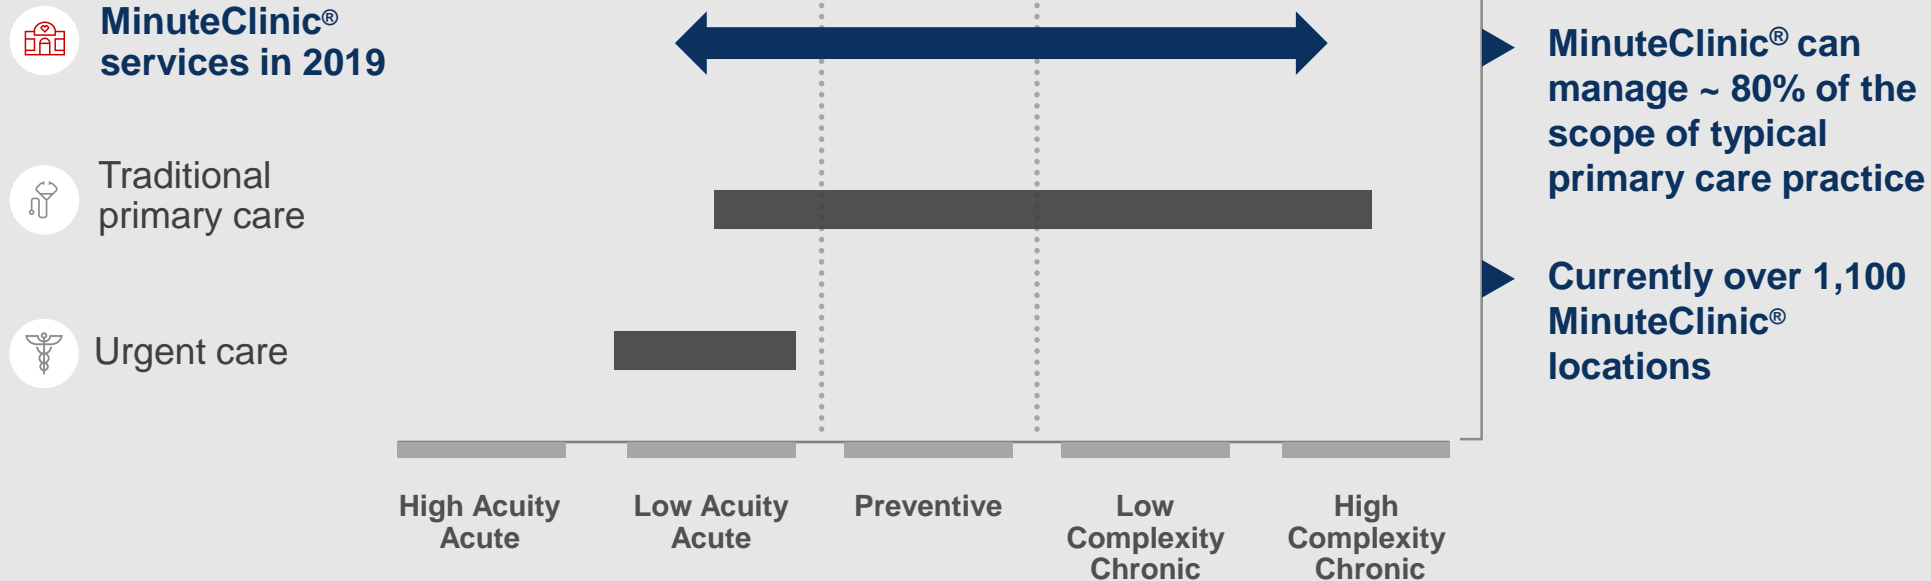 MinuteClinic®
services in 2019
Traditional
primary care
Urgent care
High Acuity
Acute
Low Acuity
Acute
Preventive
Low
Complexity
Chronic
High
Complexity
Chronic
MinuteClinic® can
manage ~ 80% of the
scope of typical
primary care practice
Currently over 1,100
MinuteClinic®
locations